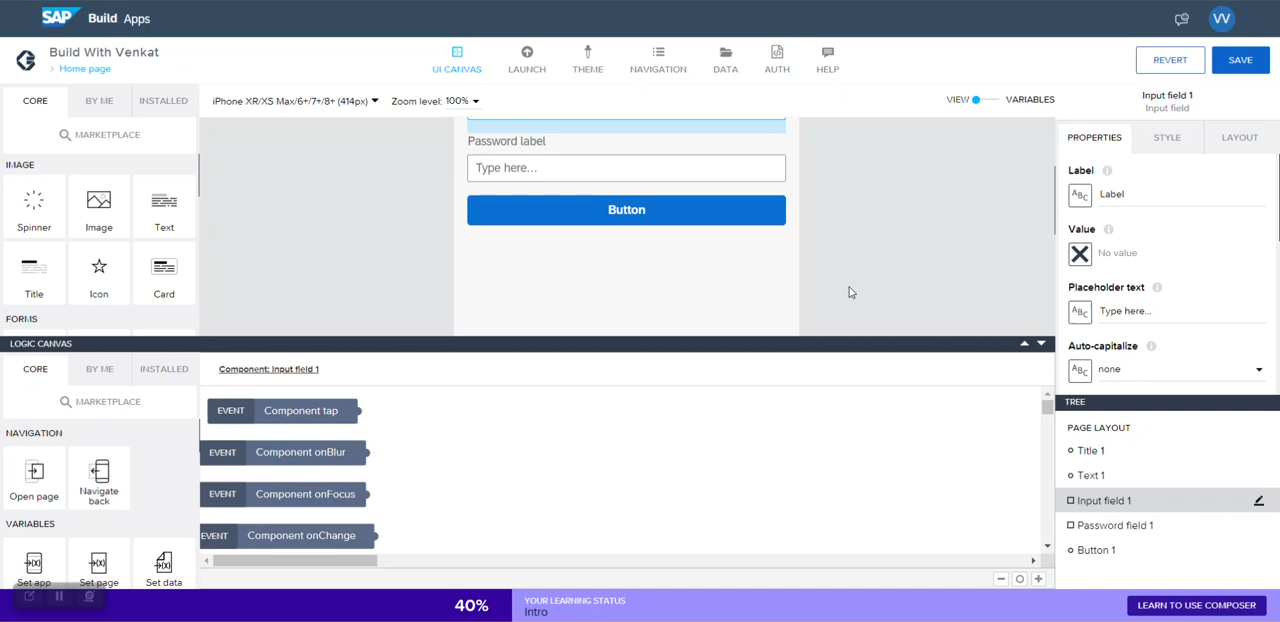 SAP Build Apps
VV
Build With Venkat
› Home page
UI CANVAS
LAUNCH
THEME
NAVIGATION
DATA
AUTH
HELP
REVERT
SAVE
CORE
BY ME
INSTALLED
iPhone XR/XS Max/6+/7+/8+ (414px)
Zoom level: 100%
VIEW
VARIABLES
Input field 1
Input field
MARKETPLACE
PROPERTIES
STYLE
LAYOUT
IMAGE
Spinner
Image
Text
Title
Icon
Card
FORMS
Password label
Type here...
Button
Label
ABC Label
Value
No value
Placeholder text
ABC Type here...
Auto-capitalize
ABC none
LOGIC CANVAS
CORE
BY ME
INSTALLED
MARKETPLACE
NAVIGATION
Open page
Navigate
back
VARIABLES
Set app
Set page
Set data
Component: Input field 1
EVENT Component tap
EVENT Component onBlur
EVENT Component onFocus
EVENT Component onChange
TREE
PAGE LAYOUT
Title 1
Text 1
Input field 1
Password field 1
Button 1
40%
YOUR LEARNING STATUS
Intro
LEARN TO USE COMPOSER